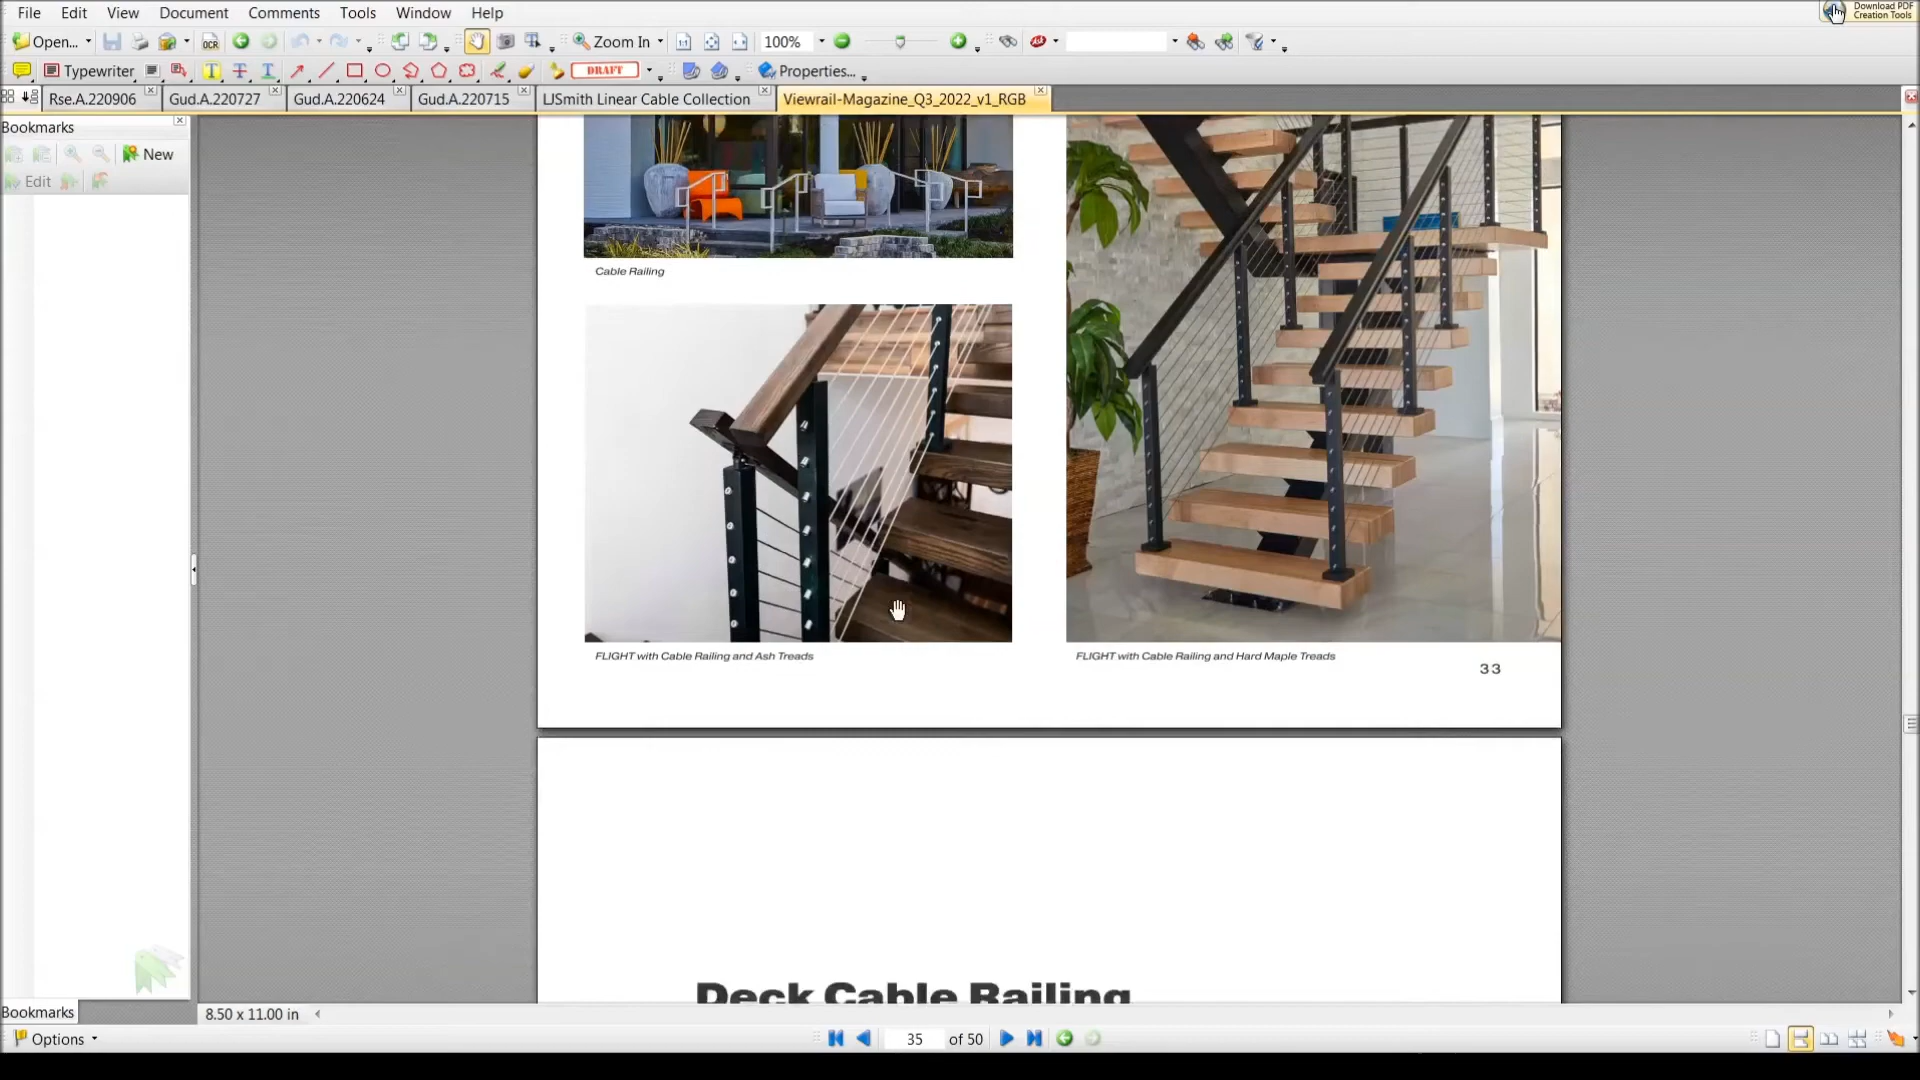 File Edit View Document Comments Tools Window Help
Download PDF
Creation Tools
Open... OCR Zoom In 100%
Typewriter DRAFT Properties...
Rse.A.220906 Gud.A.220727 Gud.A.220624 Gud.A.220715 LJSmith Linear Cable Collection Viewrail-Magazine_Q3_2022_v1_RGB
Bookmarks
New
Edit
Cable Railing
FLIGHT with Cable Railing and Ash Treads
FLIGHT with Cable Railing and Hard Maple Treads
33
Deck Cable Railing
Bookmarks
8.50 x 11.00 in
Options
35 of 50